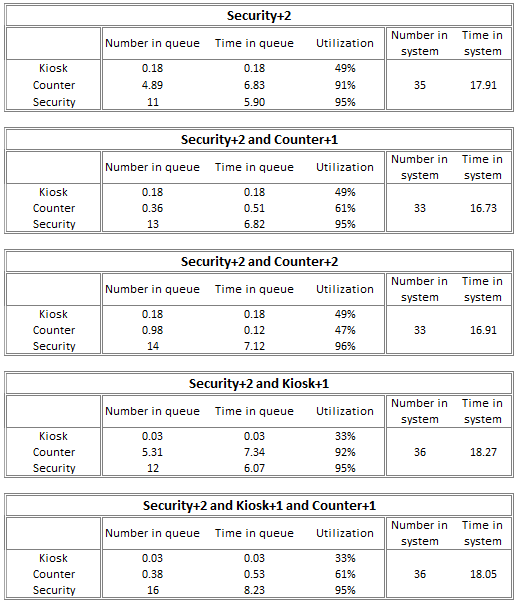 Security+2
Number in queue Time in queue Utilization Number in system Time in system
Kiosk 0.18 0.18 49%
Counter 4.89 6.83 91% 35 17.91
Security 11 5.90 95%
Security+2 and Counter+1
Number in queue Time in queue Utilization Number in system Time in system
Kiosk 0.18 0.18 49%
Counter 0.36 0.51 61% 33 16.73
Security 13 6.82 95%
Security+2 and Counter+2
Number in queue Time in queue Utilization Number in system Time in system
Kiosk 0.18 0.18 49%
Counter 0.98 0.12 47% 33 16.91
Security 14 7.12 96%
Security+2 and Kiosk+1
Number in queue Time in queue Utilization Number in system Time in system
Kiosk 0.03 0.03 33%
Counter 5.31 7.34 92% 36 18.27
Security 12 6.07 95%
Security+2 and Kiosk+1 and Counter+1
Number in queue Time in queue Utilization Number in system Time in system
Kiosk 0.03 0.03 33%
Counter 0.38 0.53 61% 36 18.05
Security 16 8.23 95%